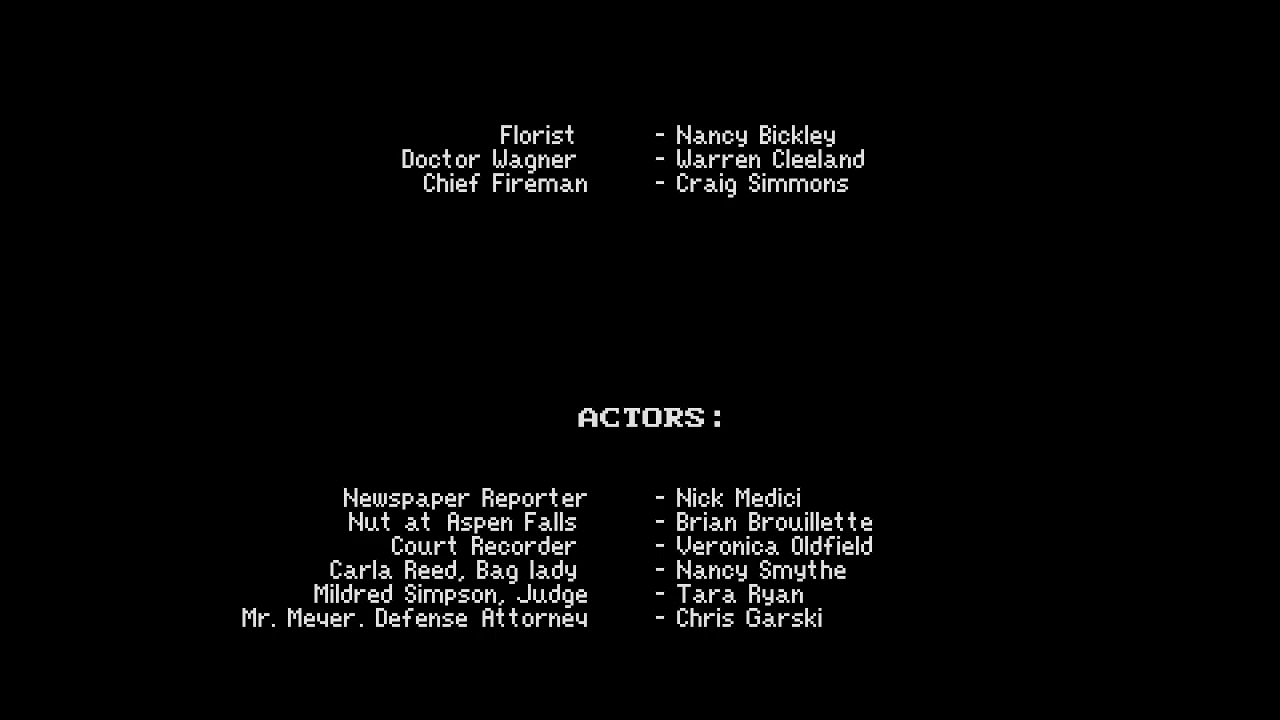 Florist - Nancy Bickley
Doctor Wagner - Warren Cleeland
Chief Fireman - Craig Simmons
ACTORS:
Newspaper Reporter - Nick Medici
Nut at Aspen Falls - Brian Brouillette
Court Recorder - Veronica Oldfield
Carla Reed, Bag lady - Nancy Smythe
Mildred Simpson, Judge - Tara Ryan
Mr. Meyer. Defense Attorney - Chris Garski